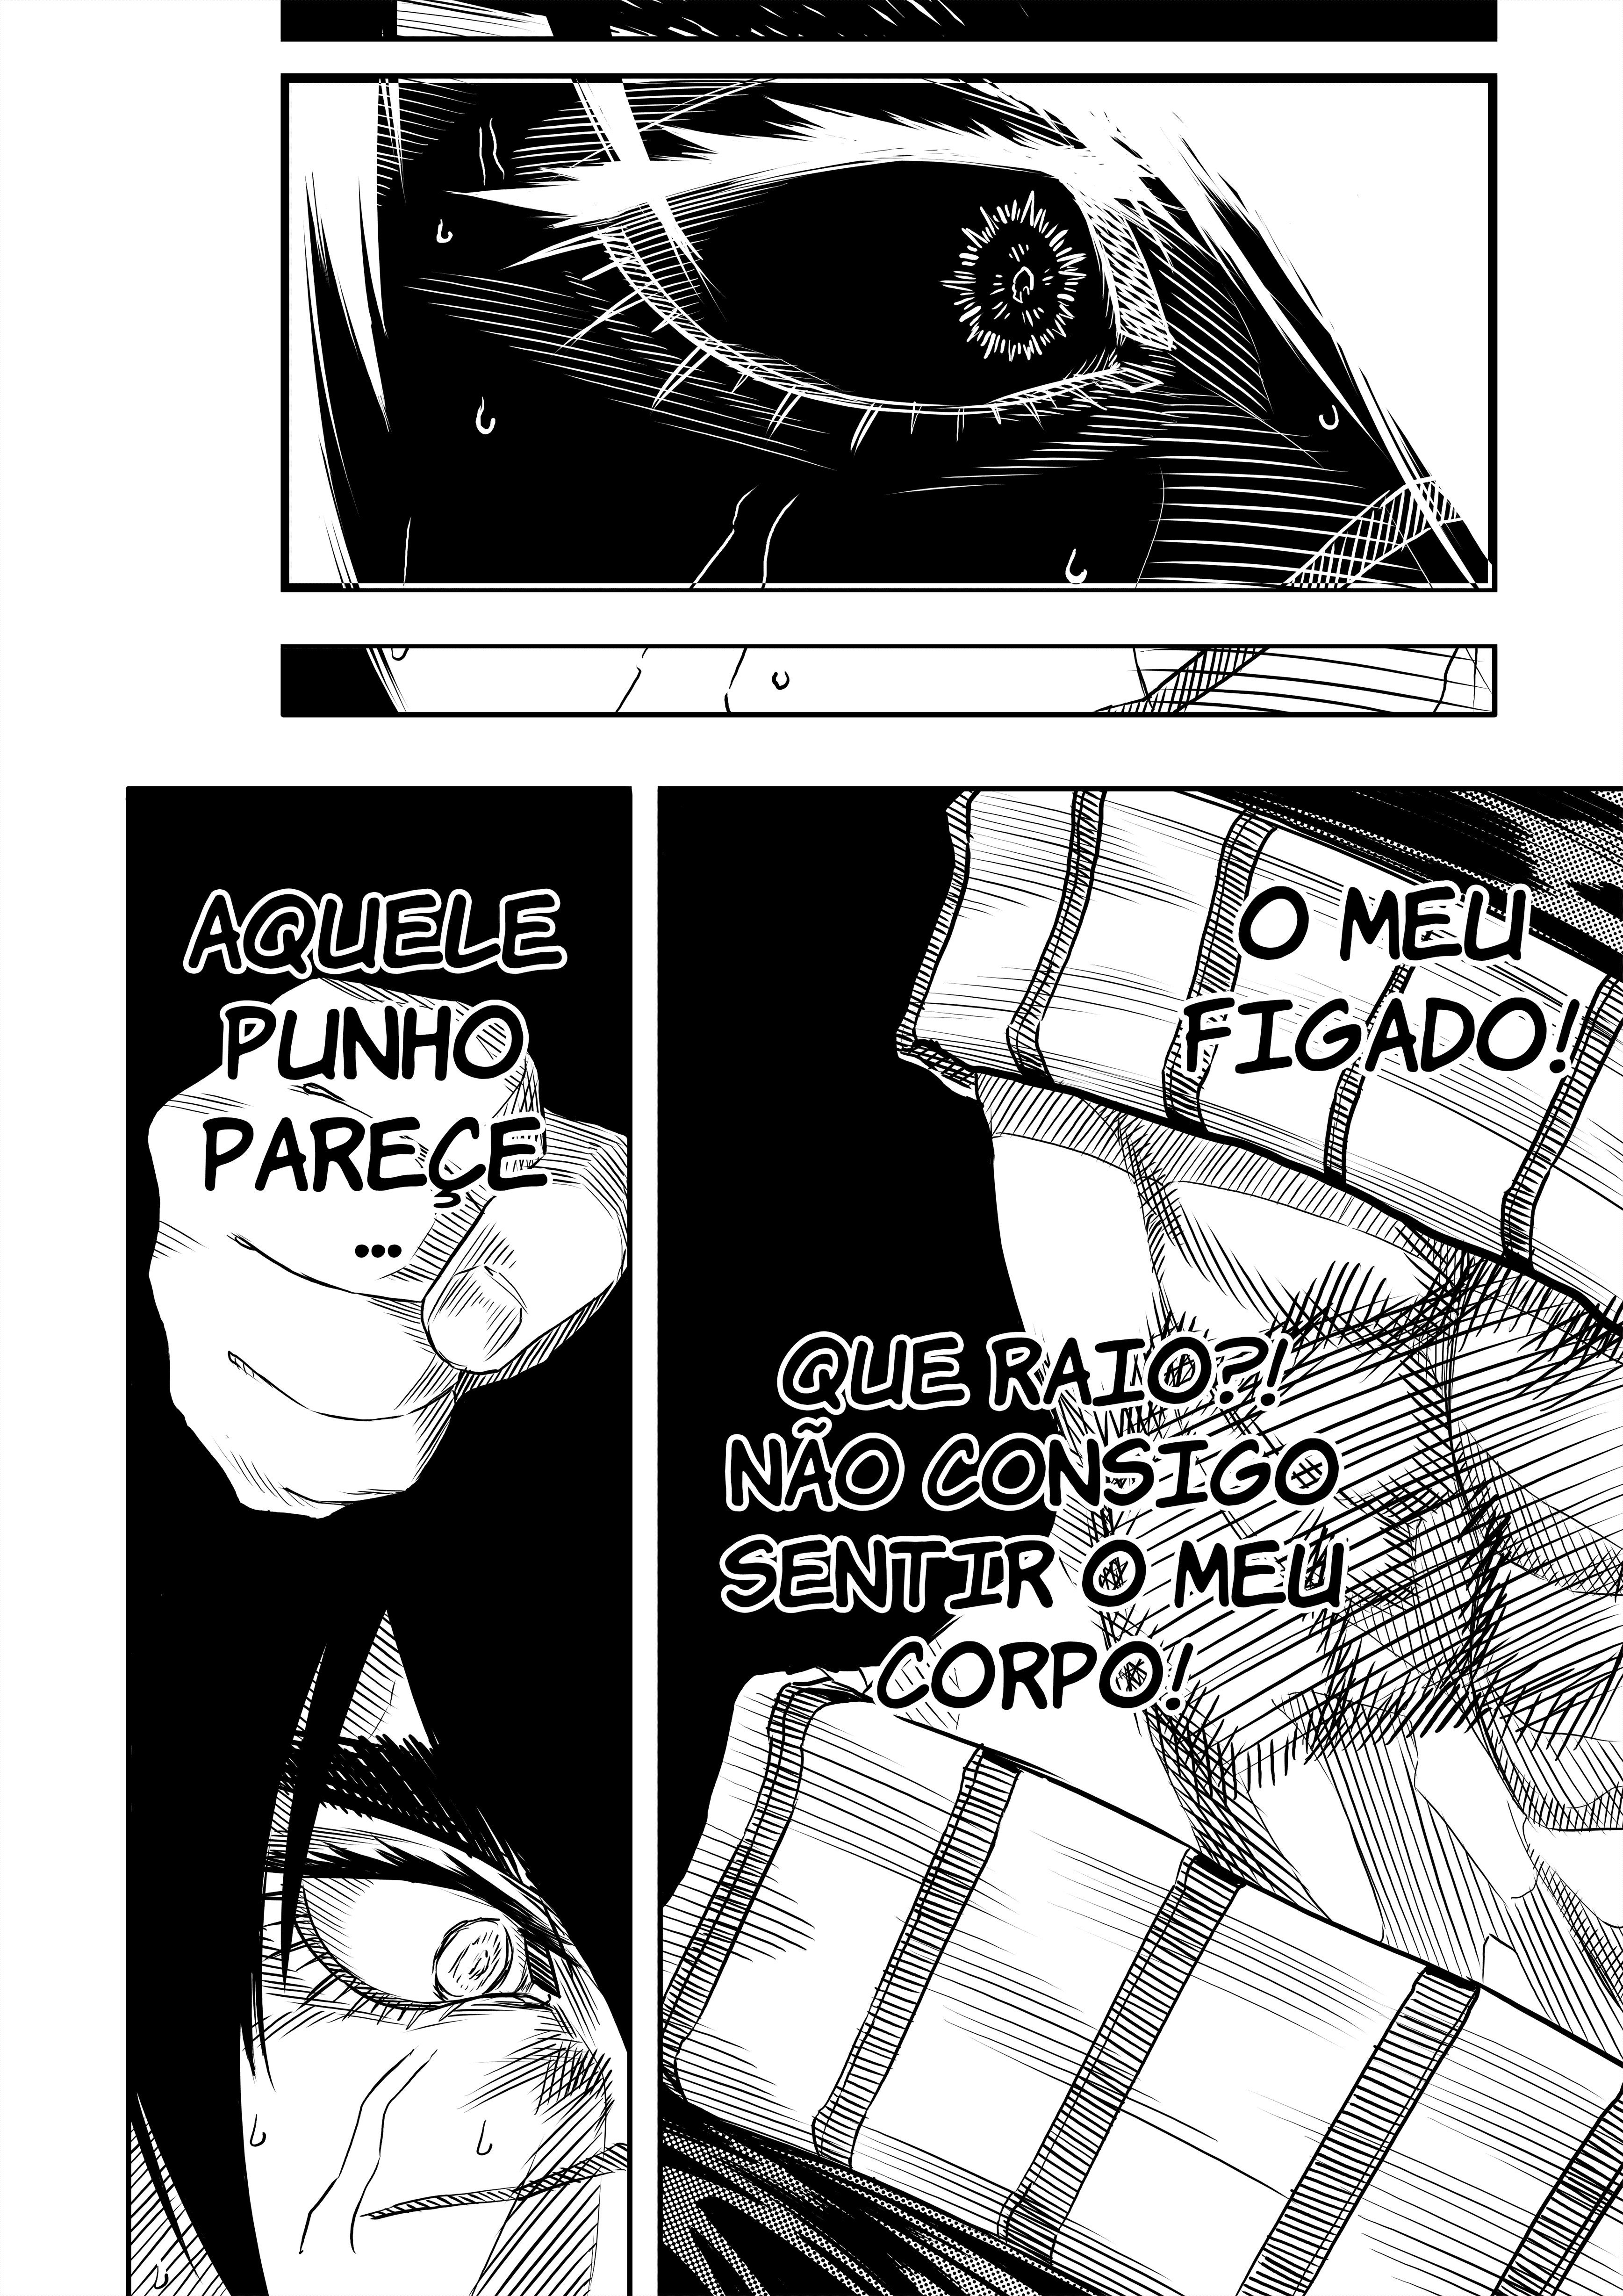 O MEU
FIGADO!
QUE RAIO?!
NÃO CONSIGO
SENTIR O MEU
CORPO!
AQUELE
PUNHO
PAREÇE
...